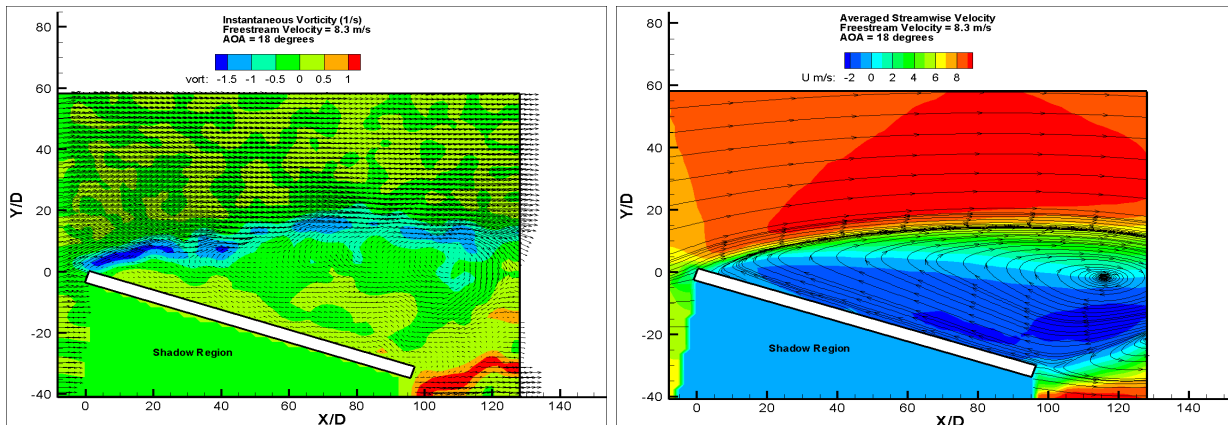 Instantaneous Vorticity (1/s)
Freestream Velocity = 8.3 m/s
AOA = 18 degrees
vort: -1.5 -1 -0.5 0 0.5 1
Y/D
80
60
40
20
0
-20
-40
Shadow Region
0 20 40 60 80 100 120 140
X/D
Averaged Streamwise Velocity
Freestream Velocity = 8.3 m/s
AOA = 18 degrees
U m/s: -2 0 2 4 6 8
Y/D
80
60
40
20
0
-20
-40
Shadow Region
0 20 40 60 80 100 120 140
X/D